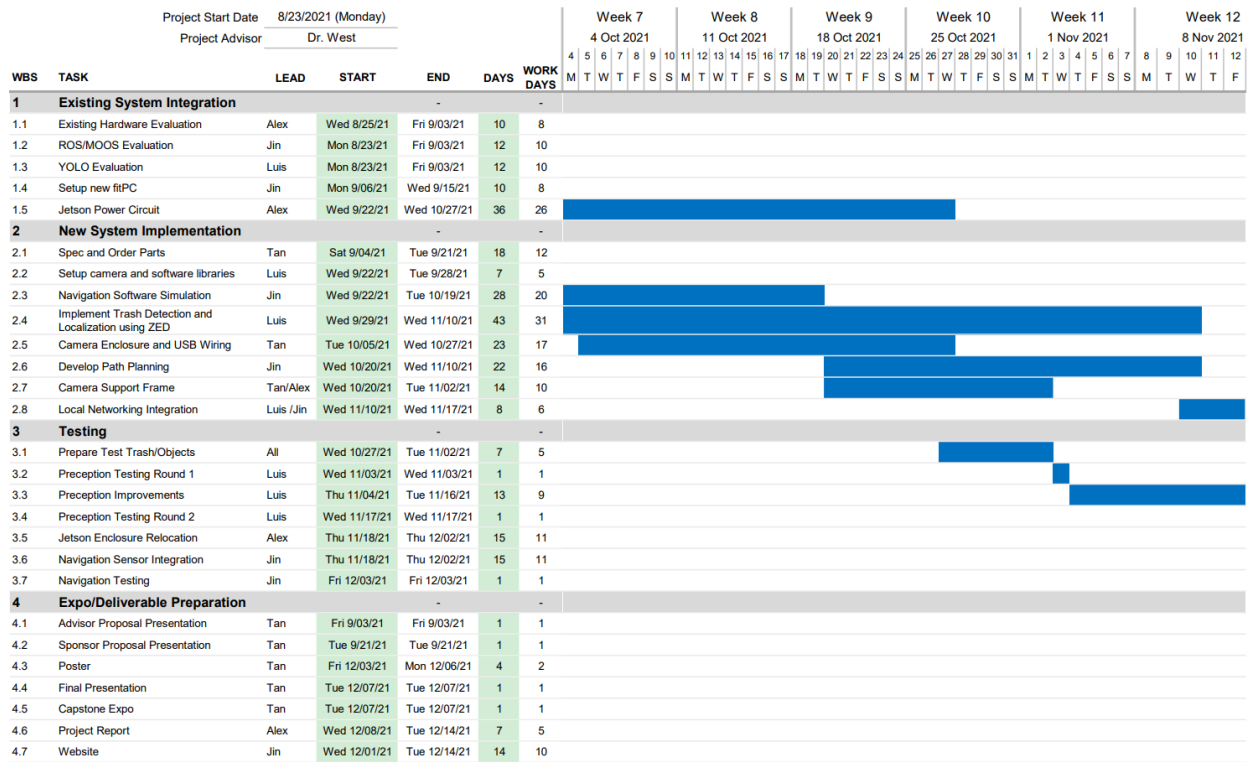 Project Start Date 8/23/2021 (Monday) Week 7 Week 8 Week 9 Week 10 Week 11 Week 12
Project Advisor Dr. West 4 Oct 2021 11 Oct 2021 18 Oct 2021 25 Oct 2021 1 Nov 2021 8 Nov 2021
4 5 6 7 8 9 10 11 12 13 14 15 16 17 18 19 20 21 22 23 24 25 26 27 28 29 30 31 1 2 3 4 5 6 7 8 9 10 11 12
WBS TASK LEAD START END DAYS WORK DAYS M T W T F S S M T W T F S S M T W T F S S M T W T F S S M T W T F S S M T W T F
1 Existing System Integration - -
1.1 Existing Hardware Evaluation Alex Wed 8/25/21 Fri 9/03/21 10 8
1.2 ROS/MOOS Evaluation Jin Mon 8/23/21 Fri 9/03/21 12 10
1.3 YOLO Evaluation Luis Mon 8/23/21 Fri 9/03/21 12 10
1.4 Setup new fitPC Jin Mon 9/06/21 Wed 9/15/21 10 8
1.5 Jetson Power Circuit Alex Wed 9/22/21 Wed 10/27/21 36 26
2 New System Implementation - -
2.1 Spec and Order Parts Tan Sat 9/04/21 Tue 9/21/21 18 12
2.2 Setup camera and software libraries Luis Wed 9/22/21 Tue 9/28/21 7 5
2.3 Navigation Software Simulation Jin Wed 9/22/21 Tue 10/19/21 28 20
2.4 Implement Trash Detection and Localization using ZED Luis Wed 9/29/21 Wed 11/10/21 43 31
2.5 Camera Enclosure and USB Wiring Tan Tue 10/05/21 Wed 10/27/21 23 17
2.6 Develop Path Planning Jin Wed 10/20/21 Wed 11/10/21 22 16
2.7 Camera Support Frame Tan/Alex Wed 10/20/21 Tue 11/02/21 14 10
2.8 Local Networking Integration Luis /Jin Wed 11/10/21 Wed 11/17/21 8 6
3 Testing - -
3.1 Prepare Test Trash/Objects All Wed 10/27/21 Tue 11/02/21 7 5
3.2 Preception Testing Round 1 Luis Wed 11/03/21 Wed 11/03/21 1 1
3.3 Preception Improvements Luis Thu 11/04/21 Tue 11/16/21 13 9
3.4 Preception Testing Round 2 Luis Wed 11/17/21 Wed 11/17/21 1 1
3.5 Jetson Enclosure Relocation Alex Thu 11/18/21 Thu 12/02/21 15 11
3.6 Navigation Sensor Integration Jin Thu 11/18/21 Thu 12/02/21 15 11
3.7 Navigation Testing Jin Fri 12/03/21 Fri 12/03/21 1 1
4 Expo/Deliverable Preparation - -
4.1 Advisor Proposal Presentation Tan Fri 9/03/21 Fri 9/03/21 1 1
4.2 Sponsor Proposal Presentation Tan Tue 9/21/21 Tue 9/21/21 1 1
4.3 Poster Tan Fri 12/03/21 Mon 12/06/21 4 2
4.4 Final Presentation Tan Tue 12/07/21 Tue 12/07/21 1 1
4.5 Capstone Expo Tan Tue 12/07/21 Tue 12/07/21 1 1
4.6 Project Report Alex Wed 12/08/21 Tue 12/14/21 7 5
4.7 Website Jin Wed 12/01/21 Tue 12/14/21 14 10